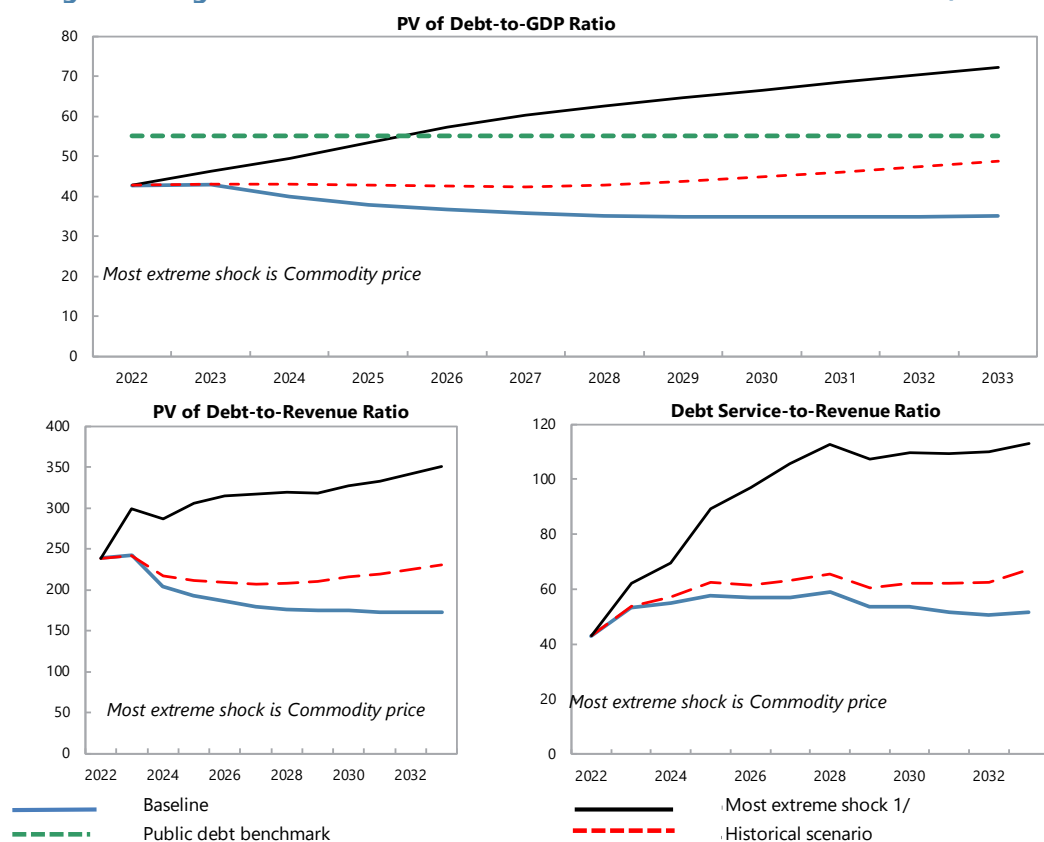 PV of Debt-to-GDP Ratio
80
70
60
50
40
30
20
10
0
Most extreme shock is Commodity price
2022 2023 2024 2025 2026 2027 2028 2029 2030 2031 2032 2033
PV of Debt-to-Revenue Ratio
400
350
300
250
200
150
100
50
0
Most extreme shock is Commodity price
2022 2024 2026 2028 2030 2032
Debt Service-to-Revenue Ratio
120
100
80
60
40
20
0
Most extreme shock is Commodity price
2022 2024 2026 2028 2030 2032
Baseline
Public debt benchmark
Most extreme shock 1/
Historical scenario